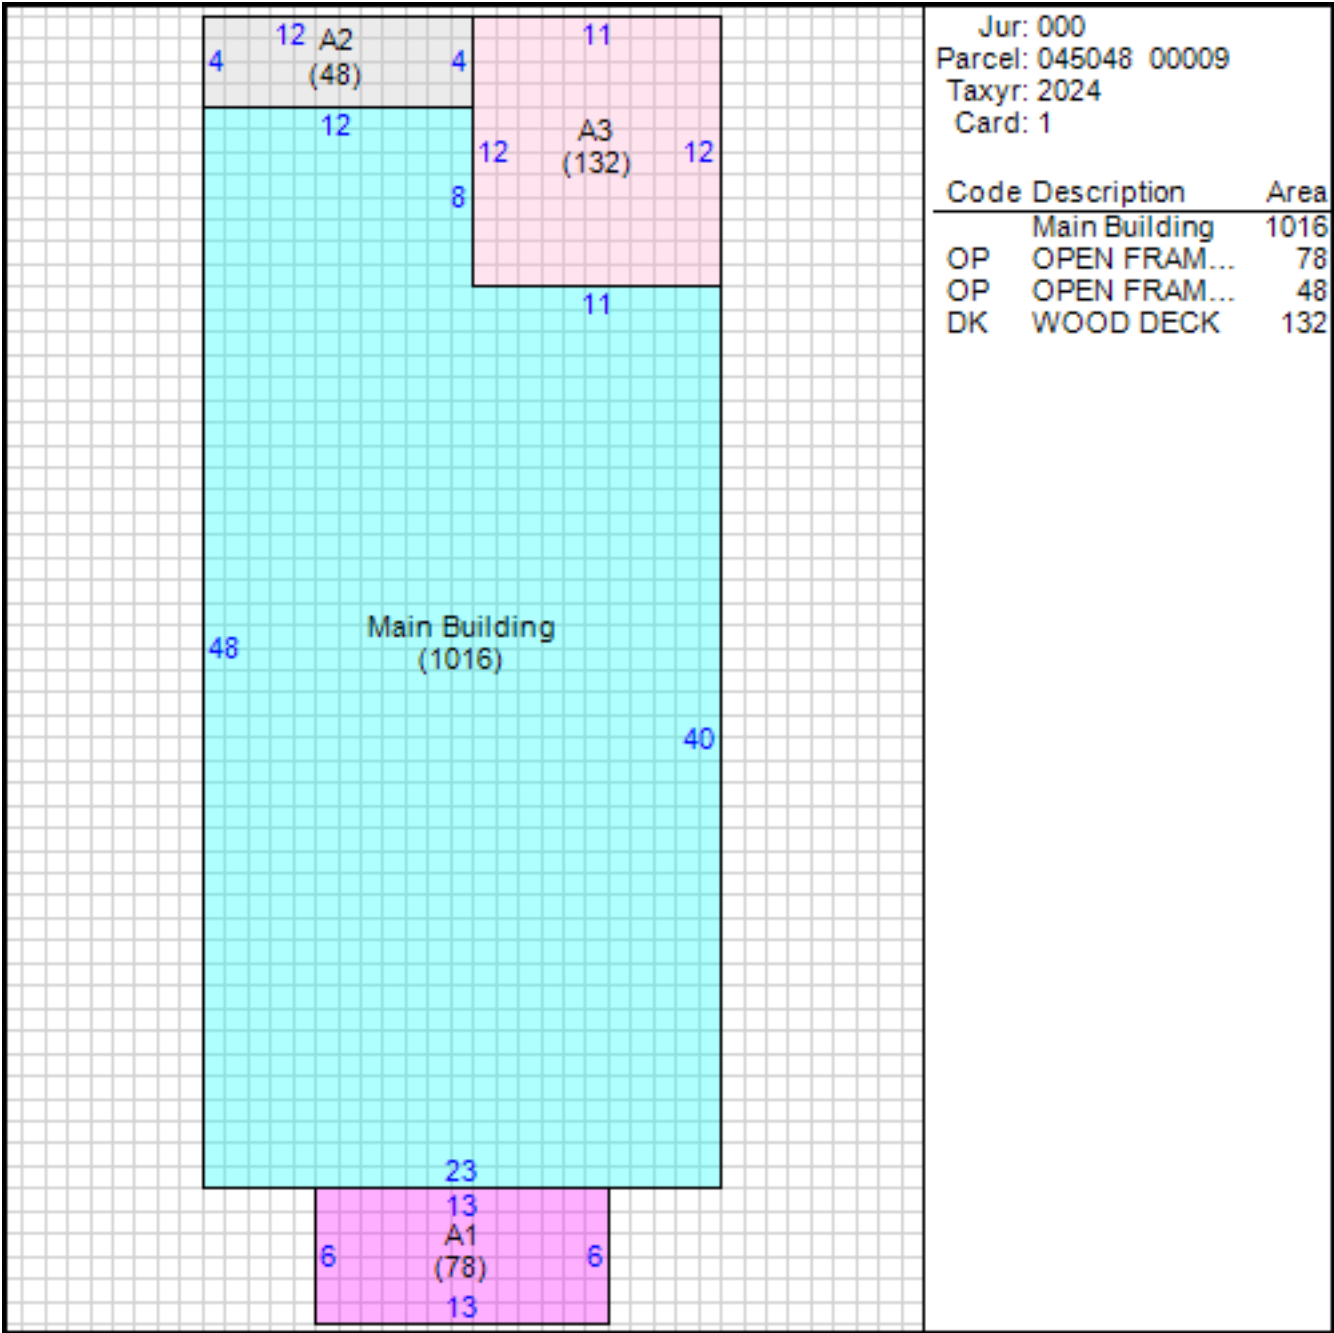 12 A2
4 (48) 4
12
11
A3
12 (132) 12
8
11
Main Building
48 (1016)
40
23
13
A1
6 (78) 6
13
Jur: 000
Parcel: 045048 00009
Taxyr: 2024
Card: 1
Code Description Area
Main Building 1016
OP OPEN FRAM... 78
OP OPEN FRAM... 48
DK WOOD DECK 132